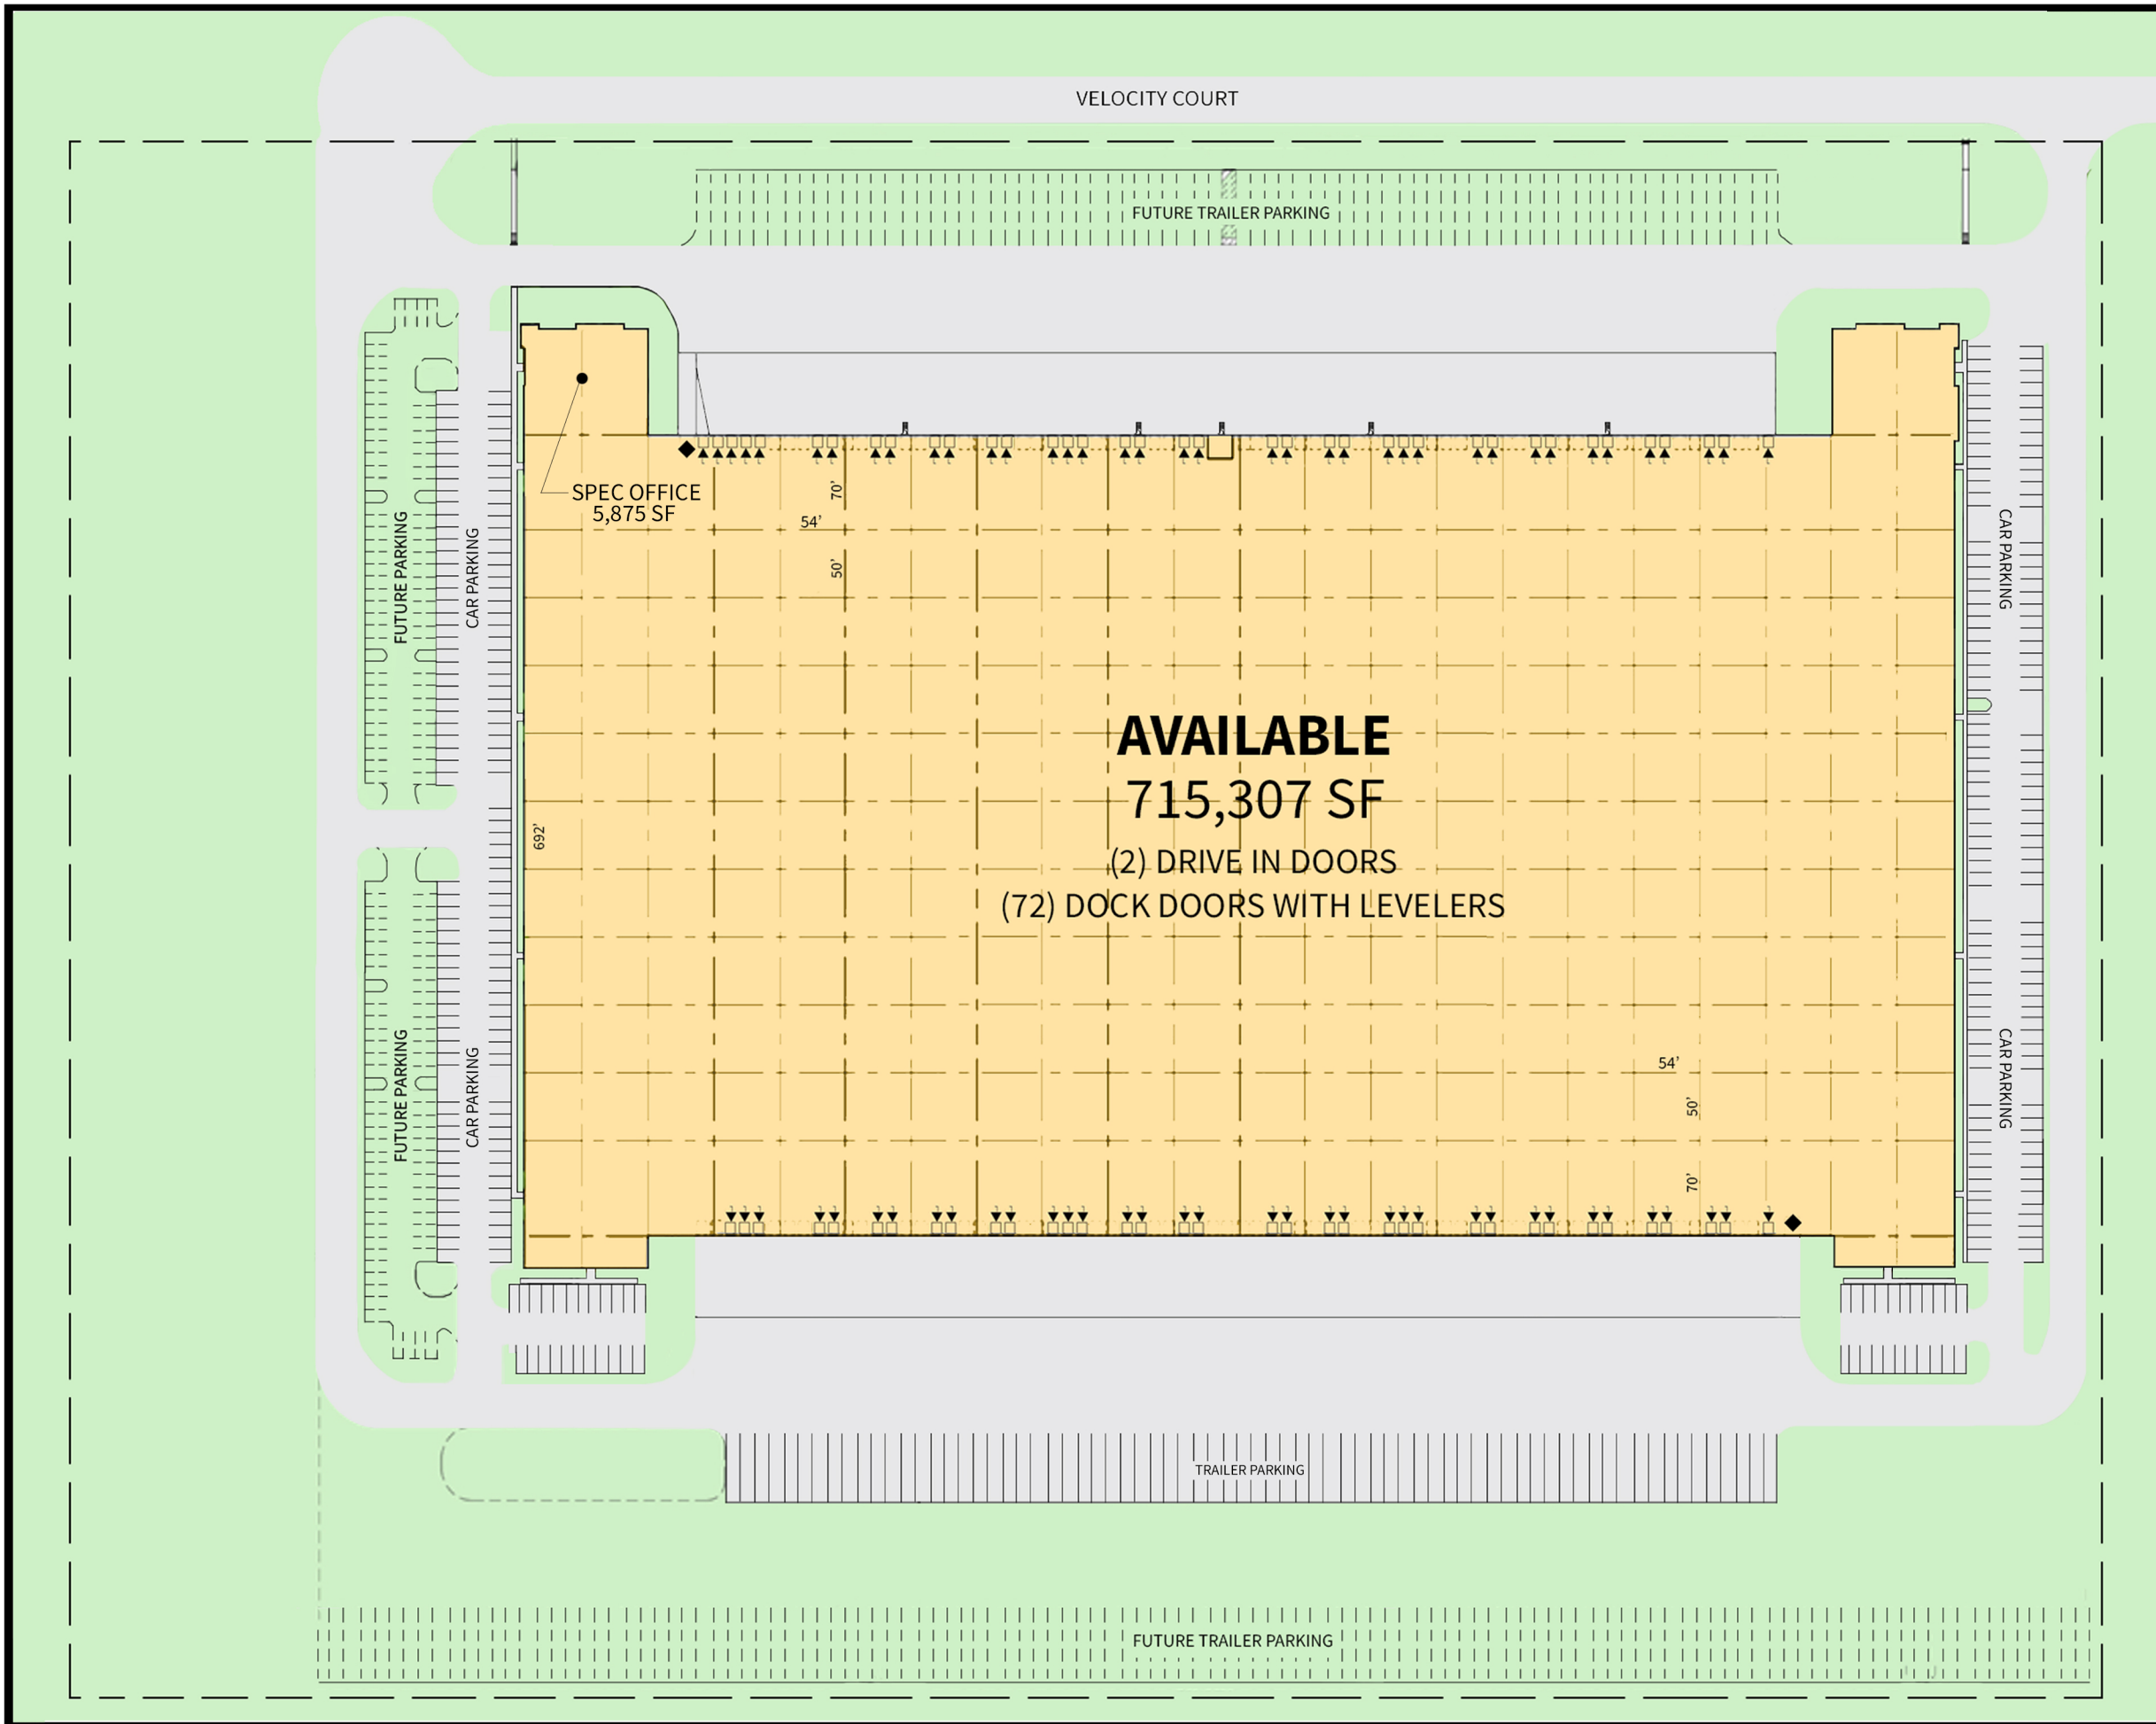 VELOCITY COURT
FUTURE TRAILER PARKING
SPEC OFFICE
5,875 SF
70’
54’
50’
FUTURE PARKING
CAR PARKING
CAR PARKING
AVAILABLE
715,307 SF
(2) DRIVE IN DOORS
(72) DOCK DOORS WITH LEVELERS
692’
FUTURE PARKING
CAR PARKING
CAR PARKING
54’
50’
70’
TRAILER PARKING
FUTURE TRAILER PARKING